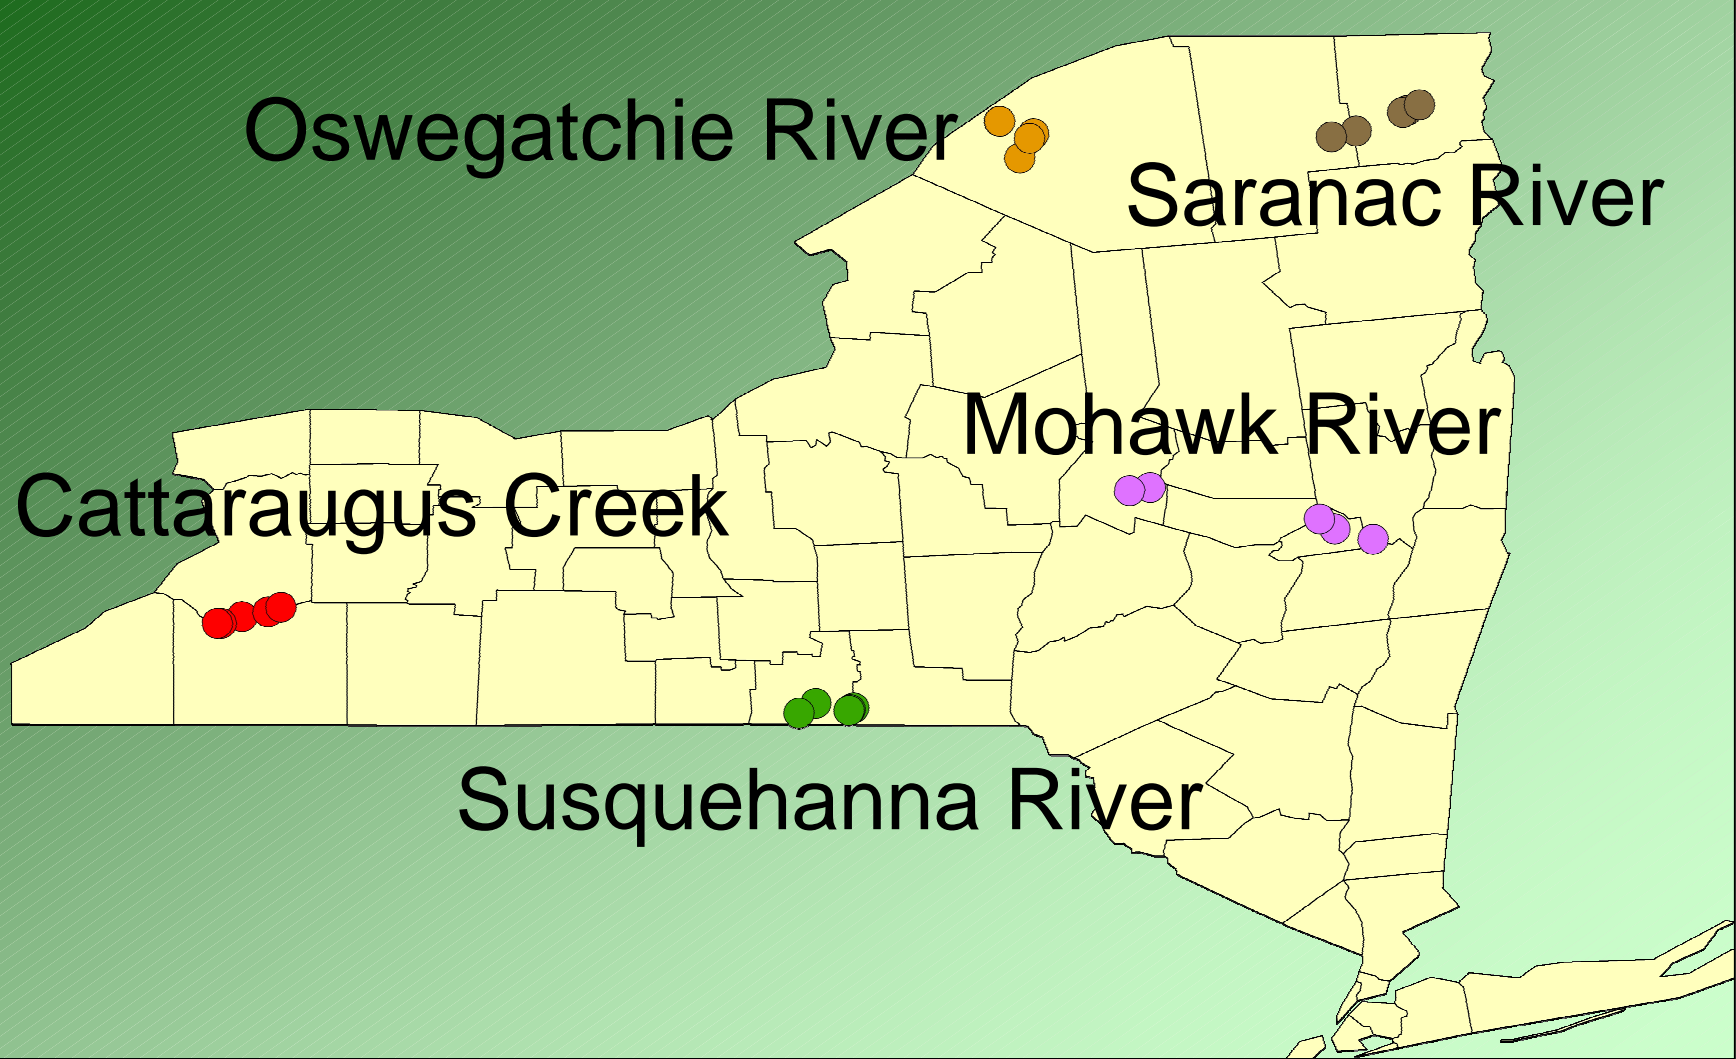 Oswegatchie River
Saranac River
Mohawk River
Cattaraugus Creek
Susquehanna River